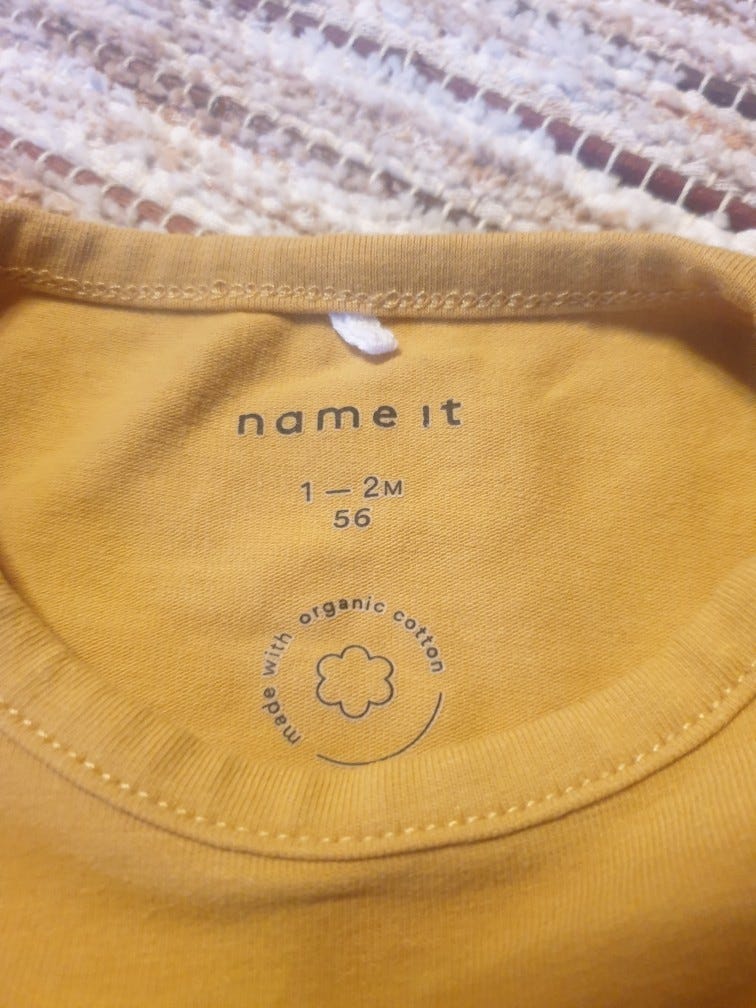 name it
1 — 2M
56
made with organic cotton